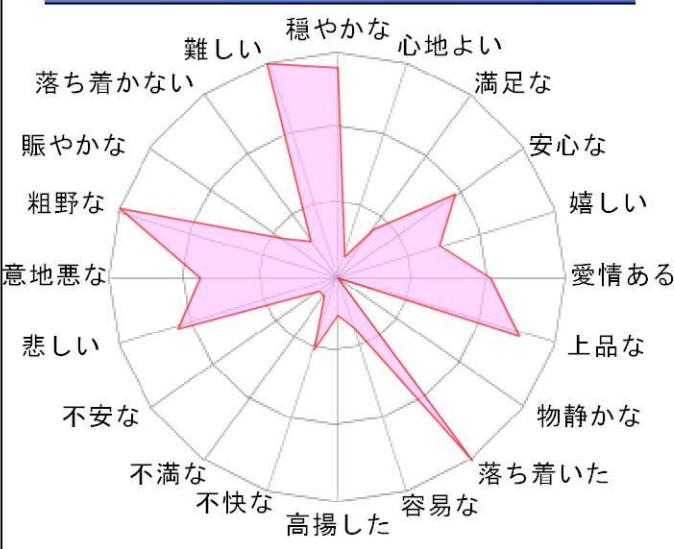 穏やかな
心地よい
満足な
安心な
嬉しい
愛情ある
上品な
物静かな
落ち着いた
容易な
高揚した
不快な
不満な
不安な
悲しい
意地悪な
粗野な
賑やかな
落ち着かない
難しい